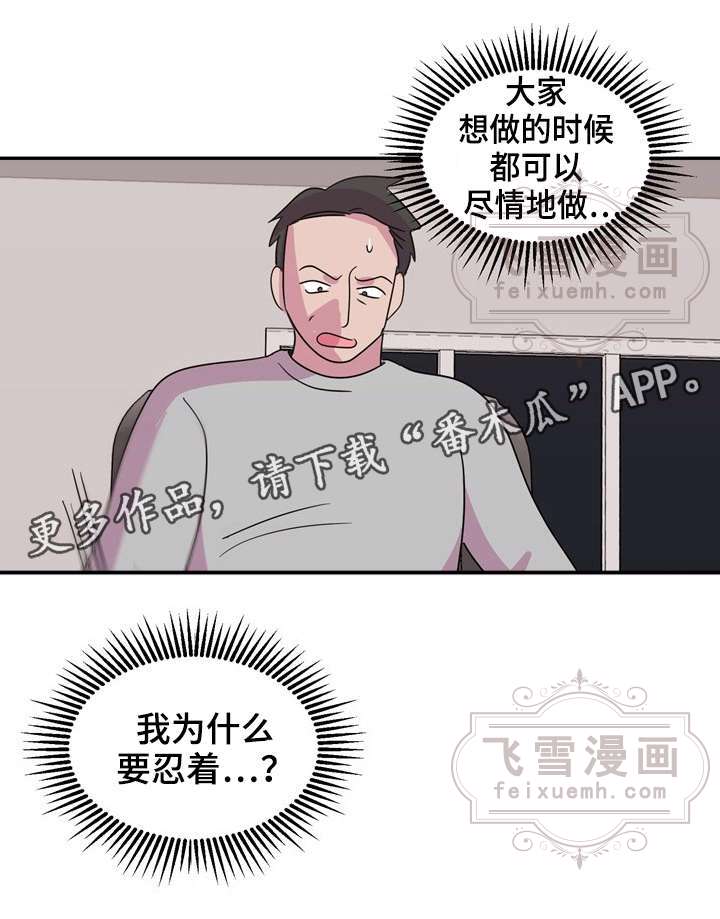 大家
想做的时候
都可以
尽情地做...
飞雪漫画
feixuemh.com
更多作品，请下载“番木瓜”APP。
我为什么
要忍着...？
飞雪漫画
feixuemh.com